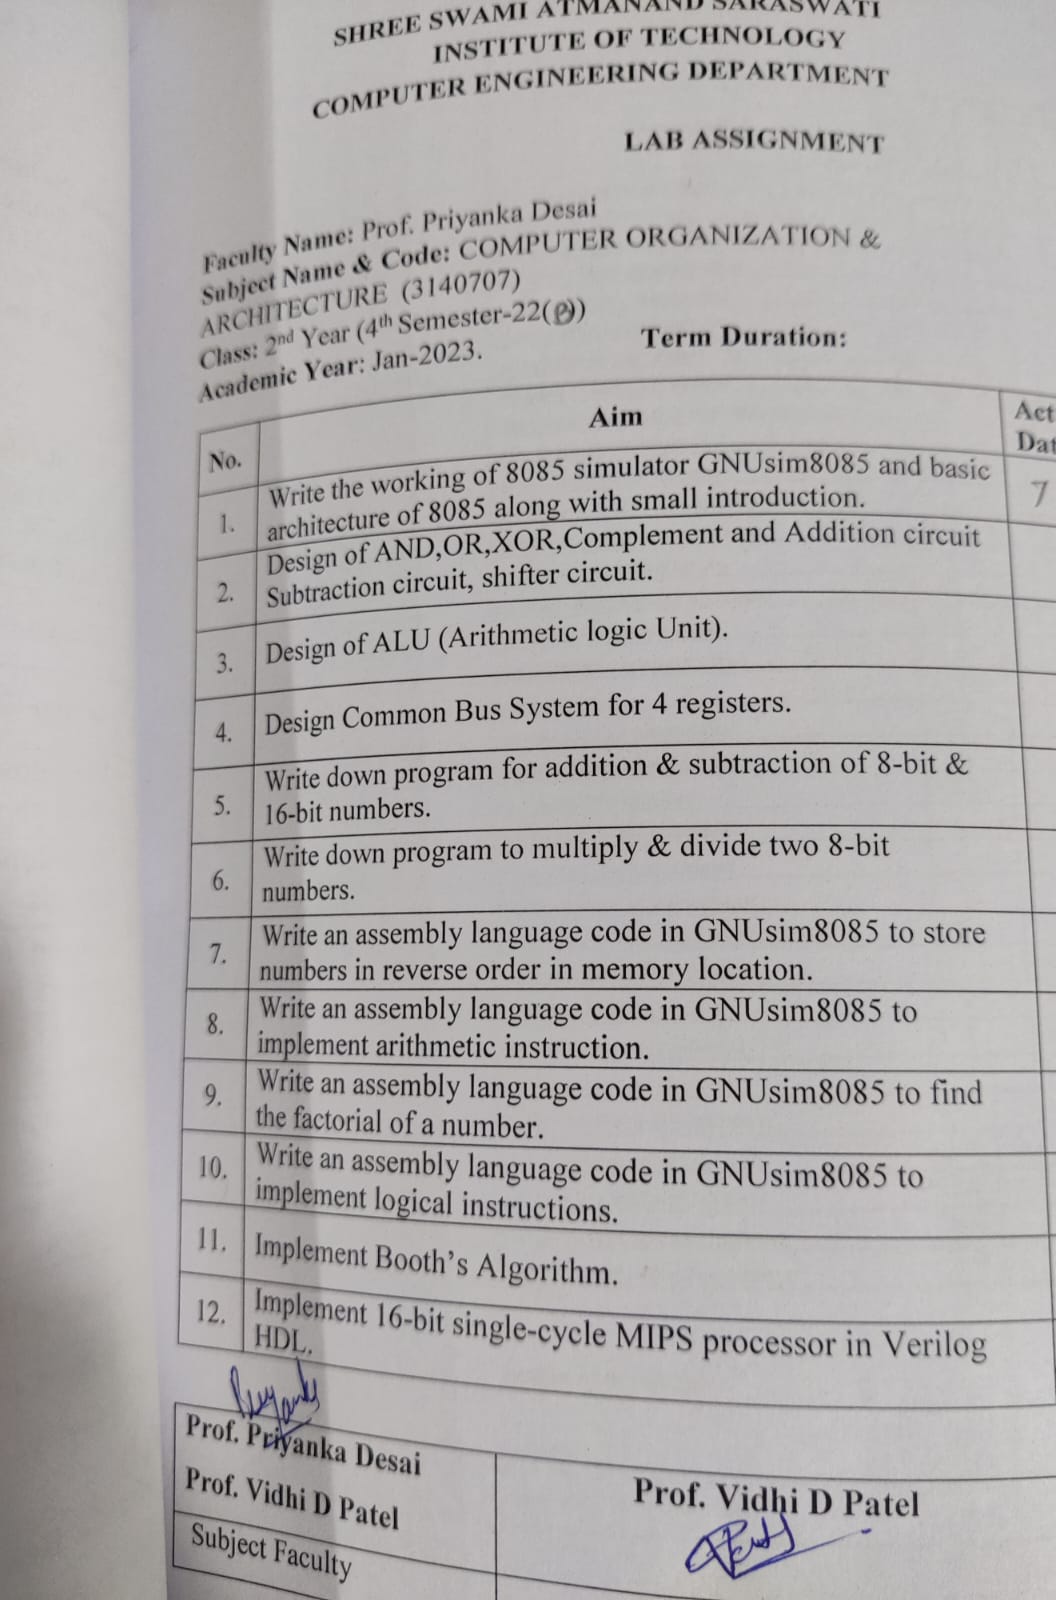 SHREE SWAMI ATMANAND SARASWATI
INSTITUTE OF TECHNOLOGY
COMPUTER ENGINEERING DEPARTMENT
LAB ASSIGNMENT
Faculty Name: Prof. Priyanka Desai
Subject Name & Code: COMPUTER ORGANIZATION &
ARCHITECTURE (3140707)
Class: 2nd Year (4th Semester-22())
Academic Year: Jan-2023.
Term Duration:
No. Aim Act
Dat
1. Write the working of 8085 simulator GNUsim8085 and basic 7
architecture of 8085 along with small introduction.
2. Design of AND,OR,XOR,Complement and Addition circuit
Subtraction circuit, shifter circuit.
3. Design of ALU (Arithmetic logic Unit).
4. Design Common Bus System for 4 registers.
5. Write down program for addition & subtraction of 8-bit &
16-bit numbers.
6. Write down program to multiply & divide two 8-bit
numbers.
7. Write an assembly language code in GNUsim8085 to store
numbers in reverse order in memory location.
8. Write an assembly language code in GNUsim8085 to
implement arithmetic instruction.
9. Write an assembly language code in GNUsim8085 to find
the factorial of a number.
10. Write an assembly language code in GNUsim8085 to
implement logical instructions.
11. Implement Booth's Algorithm.
12. Implement 16-bit single-cycle MIPS processor in Verilog
HDL.
Prof. Priyanka Desai
Prof. Vidhi D Patel
Prof. Vidhi D Patel
Subject Faculty